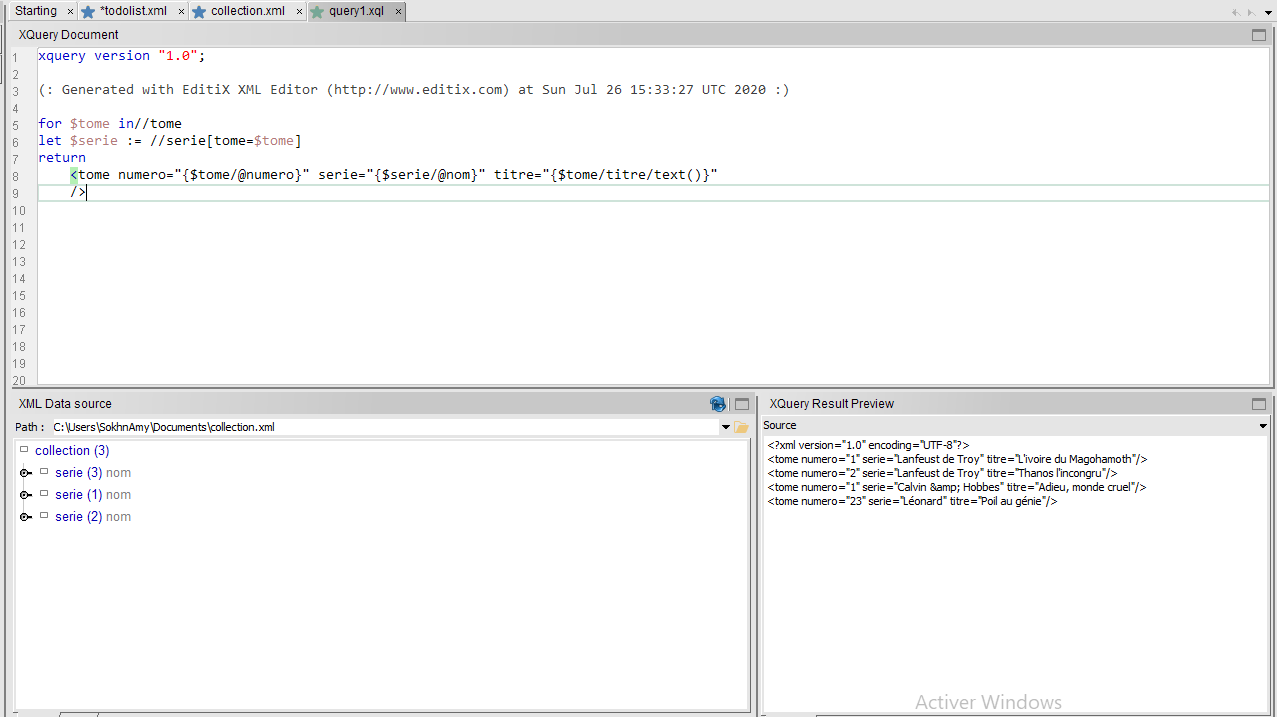 Starting × *todolist.xml × collection.xml × query1.xql ×
XQuery Document
1 xquery version "1.0";
2
3 (: Generated with EditiX XML Editor (http://www.editix.com) at Sun Jul 26 15:33:27 UTC 2020 :)
4
5 for $tome in//tome
6 let $serie := //serie[tome=$tome]
7 return
8 <tome numero="{$tome/@numero}" serie="{$serie/@nom}" titre="{$tome/titre/text()}"
9 />
10
11
12
13
14
15
16
17
18
19
20
XML Data source
Path : C:\Users\SokhnAmy\Documents\collection.xml
collection (3)
serie (3) nom
serie (1) nom
serie (2) nom
XQuery Result Preview
Source
<?xml version="1.0" encoding="UTF-8"?>
<tome numero="1" serie="Lanfeust de Troy" titre="L'ivoire du Magohamoth"/>
<tome numero="2" serie="Lanfeust de Troy" titre="Thanos l'incongru"/>
<tome numero="1" serie="Calvin &amp; Hobbes" titre="Adieu, monde cruel"/>
<tome numero="23" serie="Léonard" titre="Poil au génie"/>
Activer Windows